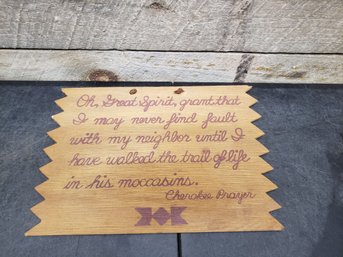 Oh, Great Spirit, grant that
I may never find fault
with my neighbor until I
have walked the trail of life
in his moccasins.
Cherokee Prayer